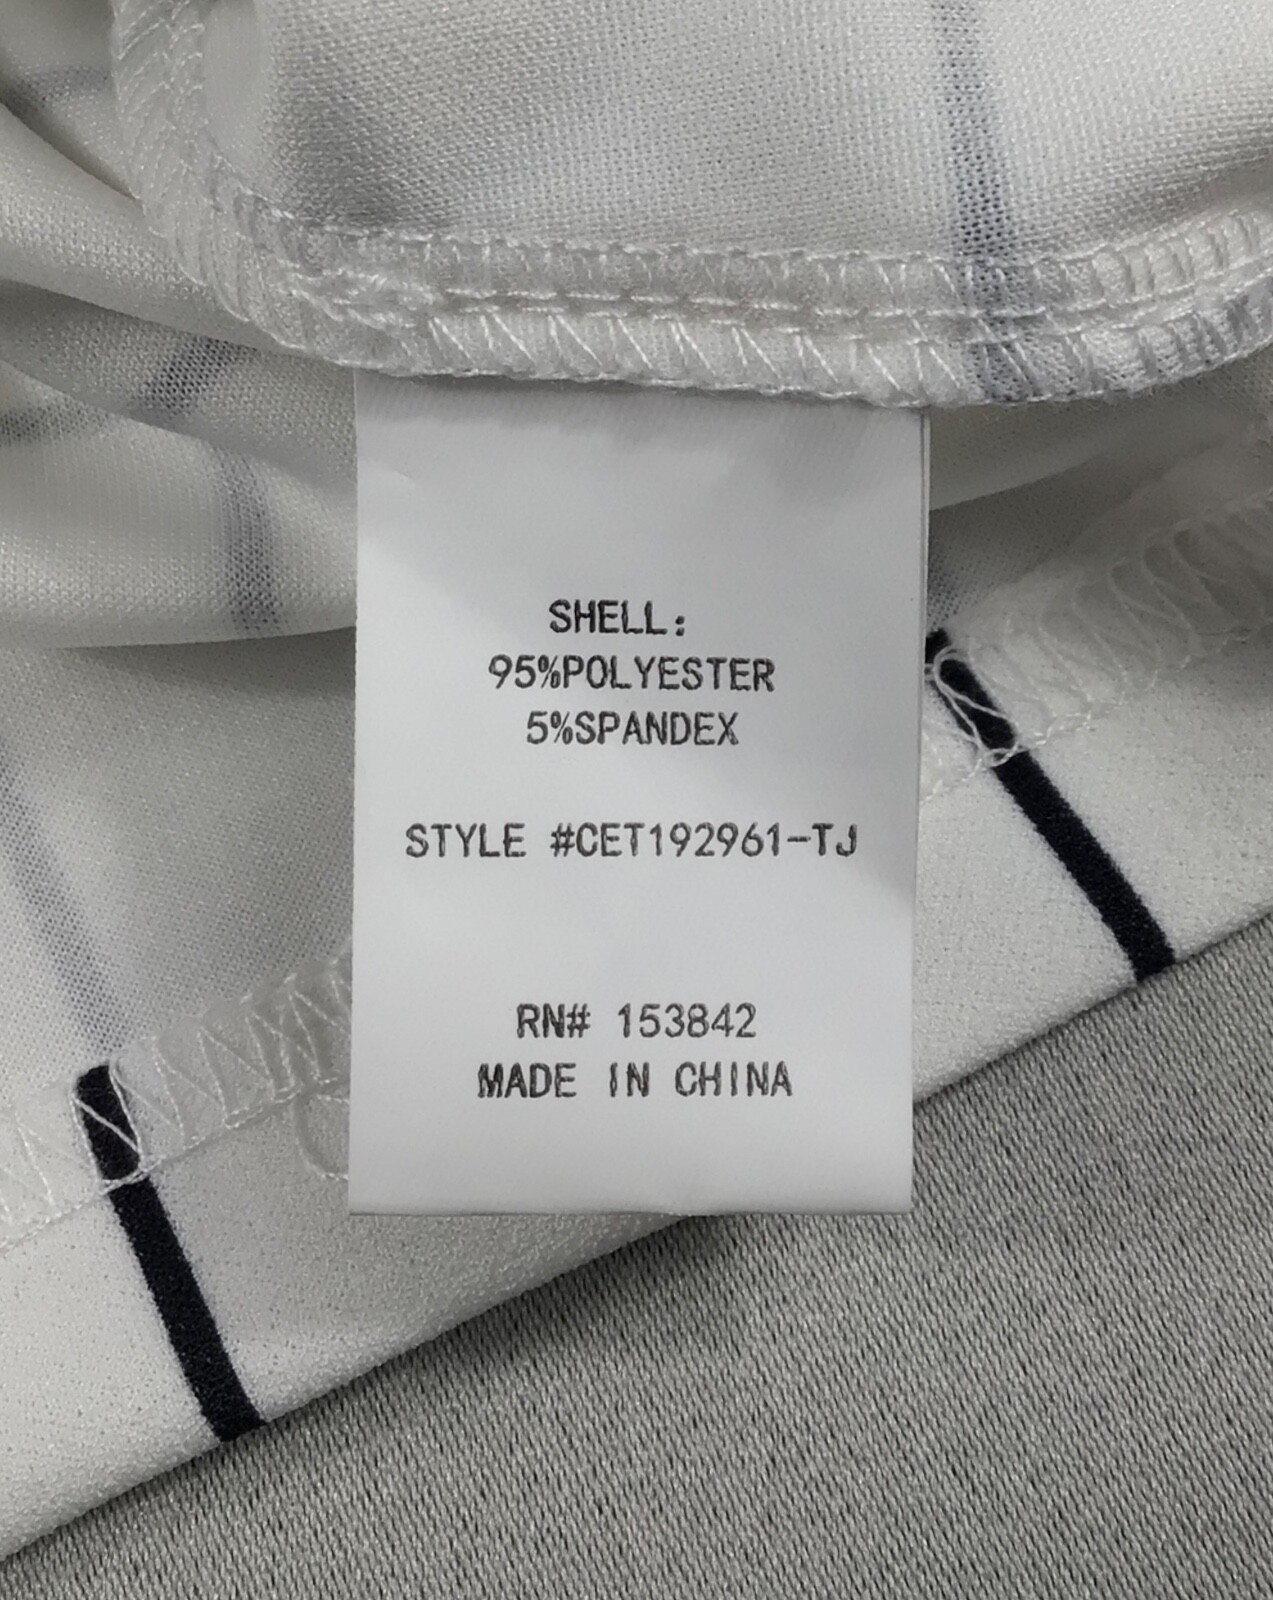 SHELL:
95%POLYESTER
5%SPANDEX
STYLE #CET192961-TJ
RN# 153842
MADE IN CHINA